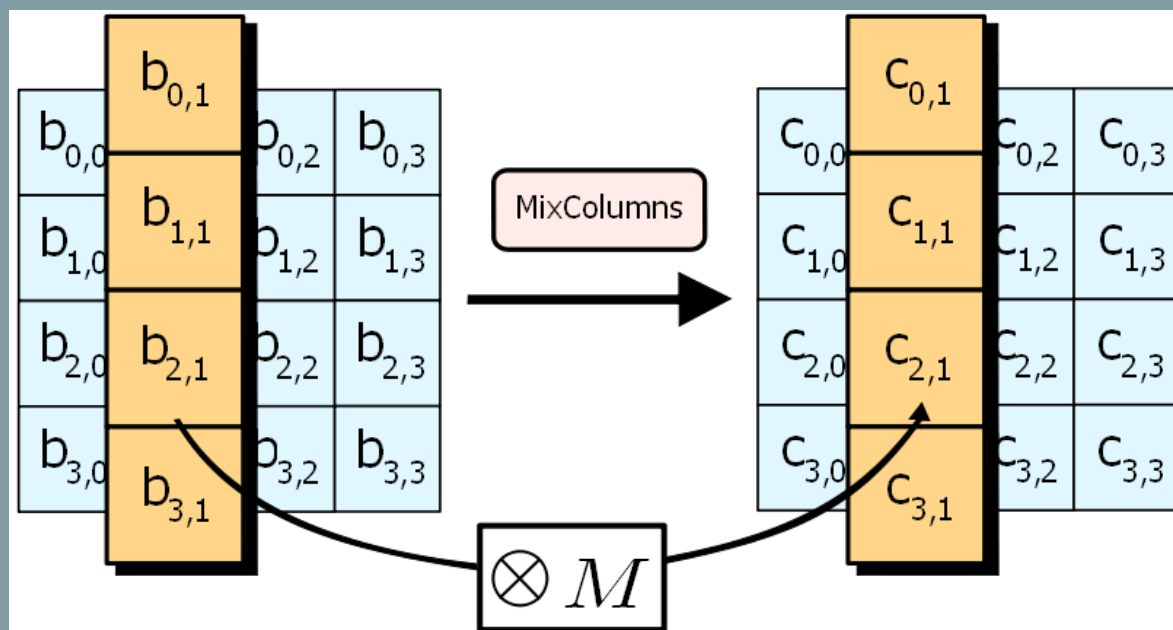 b0,1
b0,0 b0,2 b0,3
b1,1
b1,0 b1,2 b1,3
b2,1
b2,0 b2,2 b2,3
b3,0 b3,2 b3,3
b3,1
MixColumns
c0,1
c0,0 c0,2 c0,3
c1,1
c1,0 c1,2 c1,3
c2,1
c2,0 c2,2 c2,3
c3,0 c3,2 c3,3
c3,1
⊗ M